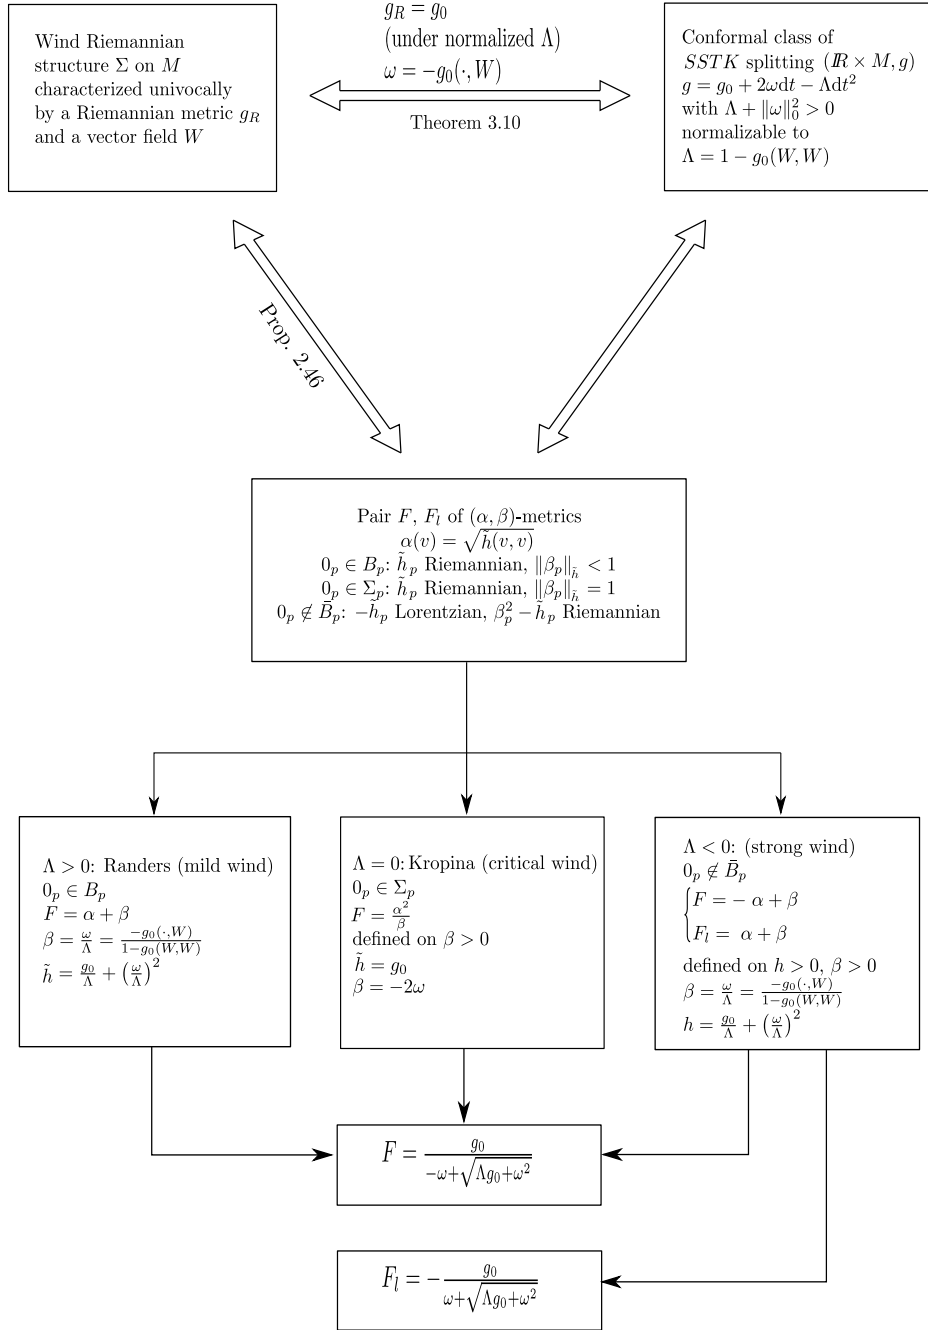 Wind Riemannian
structure Σ on M
characterized univocally
by a Riemannian metric g_R
and a vector field W
g_R = g_0
(under normalized Λ)
ω = −g_0(·, W)
Theorem 3.10
Conformal class of
SSTK splitting (IR × M, g)
g = g_0 + 2ωdt − Λdt²
with Λ + ‖ω‖²_0 > 0
normalizable to
Λ = 1 − g_0(W, W)
Prop. 2.46
Pair F, F_l of (α, β)-metrics
α(v) = √(h̃(v, v))
0_p ∈ B_p: h̃_p Riemannian, ‖β_p‖_h̃ < 1
0_p ∈ Σ_p: h̃_p Riemannian, ‖β_p‖_h̃ = 1
0_p ∉ B̄_p: −h̃_p Lorentzian, β_p² − h̃_p Riemannian
Λ > 0: Randers (mild wind)
0_p ∈ B_p
F = α + β
β = ω/Λ = −g_0(·,W)/(1−g_0(W,W))
h̃ = g_0/Λ + (ω/Λ)²
Λ = 0: Kropina (critical wind)
0_p ∈ Σ_p
F = α²/β
defined on β > 0
h̃ = g_0
β = −2ω
Λ < 0: (strong wind)
0_p ∉ B̄_p
{F = − α + β
F_l = α + β
defined on h > 0, β > 0
β = ω/Λ = −g_0(·,W)/(1−g_0(W,W))
h = g_0/Λ + (ω/Λ)²
F = g_0/(−ω+√(Λg_0+ω²))
F_l = − g_0/(ω+√(Λg_0+ω²))